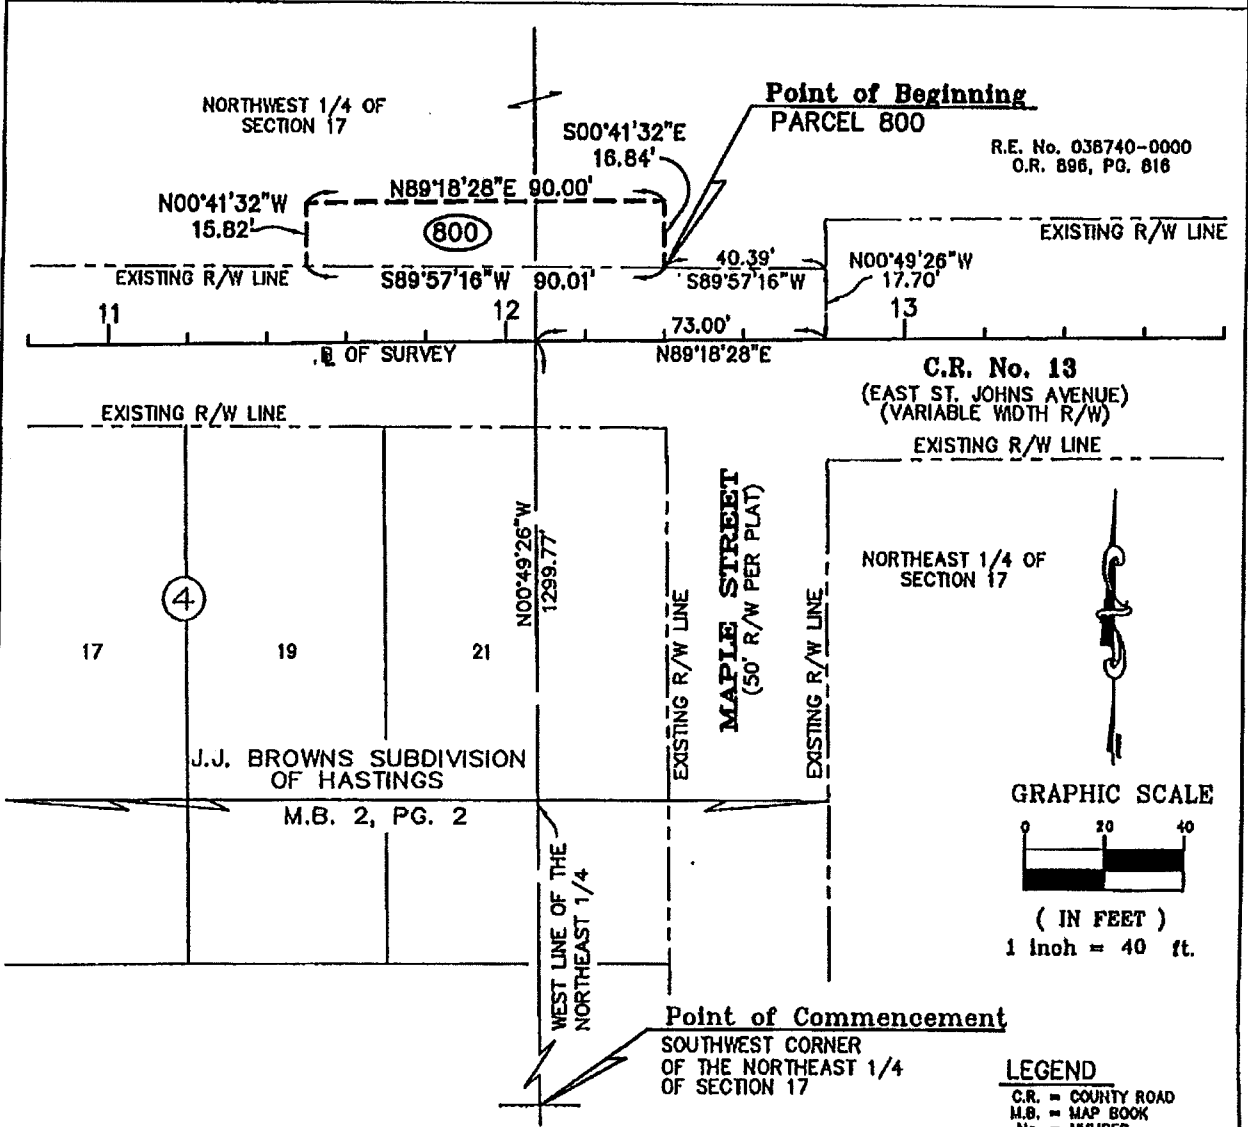 Point of Beginning
PARCEL 800
NORTHWEST 1/4 OF
SECTION 17
S00°41'32"E
16.84'
R.E. No. 038740-0000
O.R. 896, PG. 816
N89°18'28"E 90.00'
N00°41'32"W
15.82'
800
EXISTING R/W LINE
EXISTING R/W LINE
S89°57'16"W 90.01'
40.39'
S89°57'16"W
N00°49'26"W
17.70'
11
12
13
73.00'
OF SURVEY
N89°18'28"E
C.R. No. 13
(EAST ST. JOHNS AVENUE)
(VARIABLE WIDTH R/W)
EXISTING R/W LINE
EXISTING R/W LINE
N00°49'26"W
1299.77'
MAPLE STREET
(50' R/W PER PLAT)
EXISTING R/W LINE
EXISTING R/W LINE
NORTHEAST 1/4 OF
SECTION 17
4
17
19
21
J.J. BROWNS SUBDIVISION
OF HASTINGS
M.B. 2, PG. 2
GRAPHIC SCALE
0 20 40
( IN FEET )
1 inch = 40 ft.
WEST LINE OF THE
NORTHEAST 1/4
Point of Commencement
SOUTHWEST CORNER
OF THE NORTHEAST 1/4
OF SECTION 17
LEGEND
C.R. = COUNTY ROAD
M.B. = MAP BOOK
No. = NUMBER